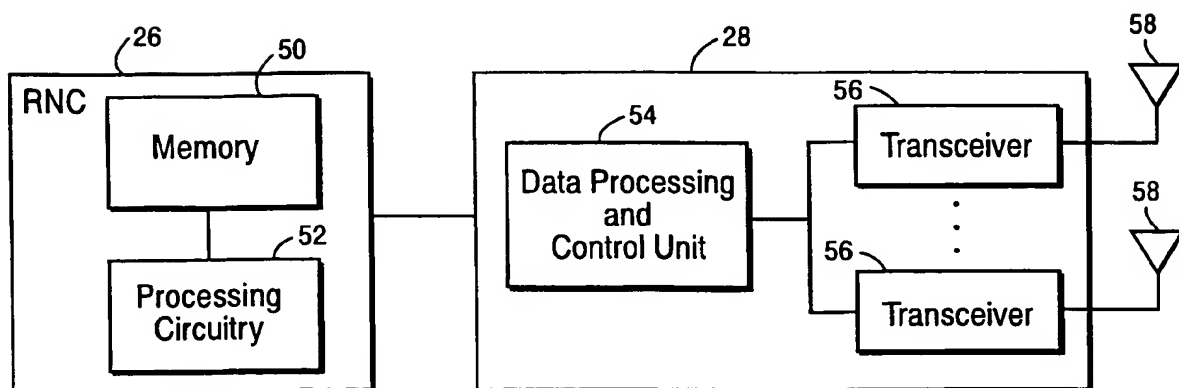 26
50
28
58
RNC
Memory
54
56
Transceiver
Data Processing
and
Control Unit
58
52
56
Processing
Circuitry
Transceiver